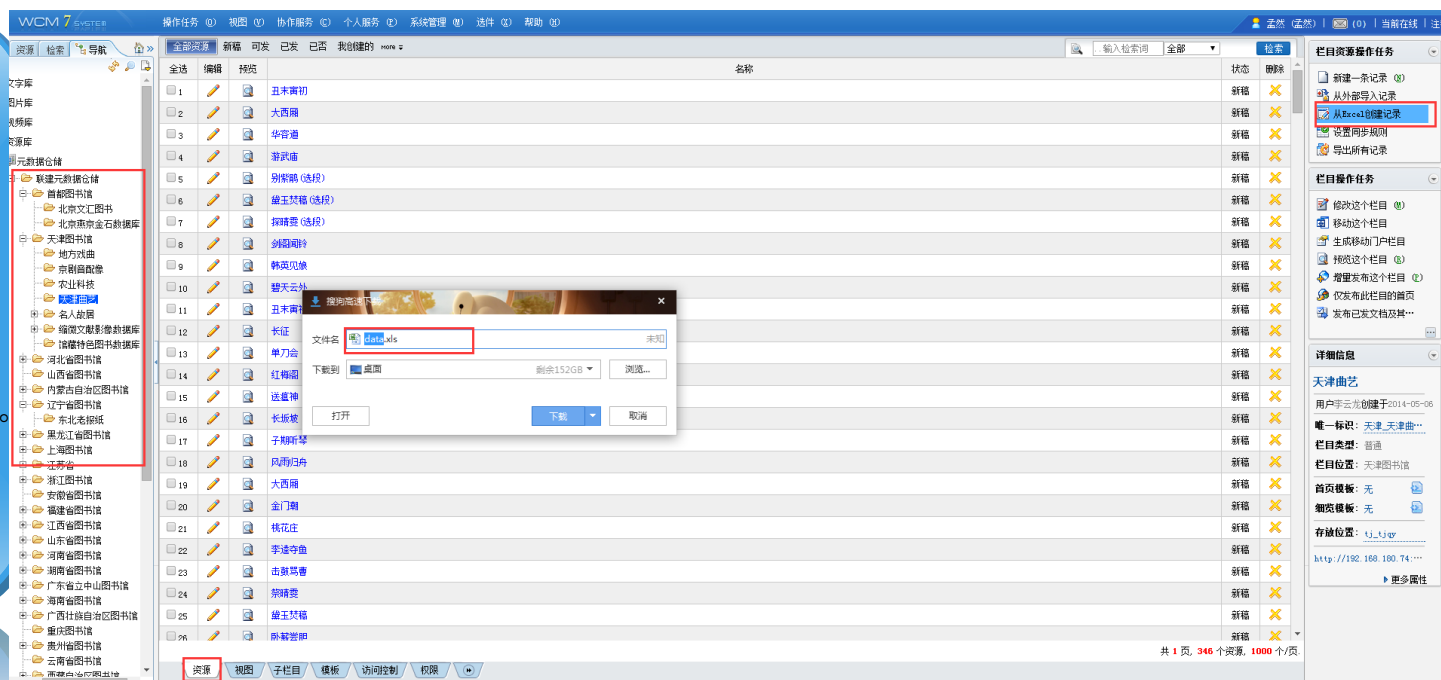 WCM 7 SYSTEM
操作任务 (O) 视图 (V) 协作服务 (C) 个人服务 (P) 系统管理 (M) 选件 (X) 帮助 (H)
孟然 (孟然) | (0) | 当前在线 | 注
资源 检索 导航
全部资源 新稿 可发 已发 已否 我创建的 MORE
..输入检索词 全部 检索
全选 编辑 预览 名称 状态 删除
1 丑末寅初 新稿
2 大西厢 新稿
3 华容道 新稿
4 游武庙 新稿
5 别紫鹃(选段) 新稿
6 黛玉焚稿(选段) 新稿
7 探晴雯(选段) 新稿
8 剑阁闻铃 新稿
9 韩英见娘 新稿
10 碧天云外 新稿
11 丑末寅初 新稿
12 长征 新稿
13 单刀会 新稿
14 红梅阁 新稿
15 送瘟神 新稿
16 长坂坡 新稿
17 子期听琴 新稿
18 风雨归舟 新稿
19 大西厢 新稿
20 金门翱 新稿
21 桃花庄 新稿
22 李逵夺鱼 新稿
23 击鼓骂曹 新稿
24 祭晴雯 新稿
25 黛玉焚稿 新稿
26 卧薪尝胆 新稿
共 1 页, 346 个资源, 1000 个/页.
资源 视图 子栏目 模板 访问控制 权限
文字库
图片库
视频库
资源库
元数据仓储
联建元数据仓储
首都图书馆
北京文汇图书
北京燕京金石数据库
天津图书馆
地方戏曲
京剧音配像
农业科技
天津曲艺
名人故居
缩微文献影像数据库
馆藏特色图书数据库
河北省图书馆
山西省图书馆
内蒙古自治区图书馆
辽宁省图书馆
东北老报纸
黑龙江省图书馆
上海图书馆
江苏省
浙江图书馆
安徽省图书馆
福建省图书馆
江西省图书馆
山东省图书馆
河南省图书馆
湖南省图书馆
广东省立中山图书馆
海南省图书馆
广西壮族自治区图书馆
重庆图书馆
贵州省图书馆
云南省图书馆
西藏自治区图书馆
搜狗高速下载
文件名 data.xls 未知
下载到 桌面 剩余152GB 浏览...
打开 下载 取消
栏目资源操作任务
新建一条记录 (N)
从外部导入记录
从Excel创建记录
设置同步规则
导出所有记录
栏目操作任务
修改这个栏目 (M)
移动这个栏目
生成移动门户栏目
预览这个栏目 (R)
增量发布这个栏目 (P)
仅发布此栏目的首页
发布已发文档及其…
详细信息
天津曲艺
用户李云龙创建于2014-05-06
唯一标识: 天津_天津曲…
栏目类型: 普通
栏目位置: 天津图书馆
首页模板: 无
细览模板: 无
存放位置: tj_tjqy
http://192.168.180.74:…
更多属性